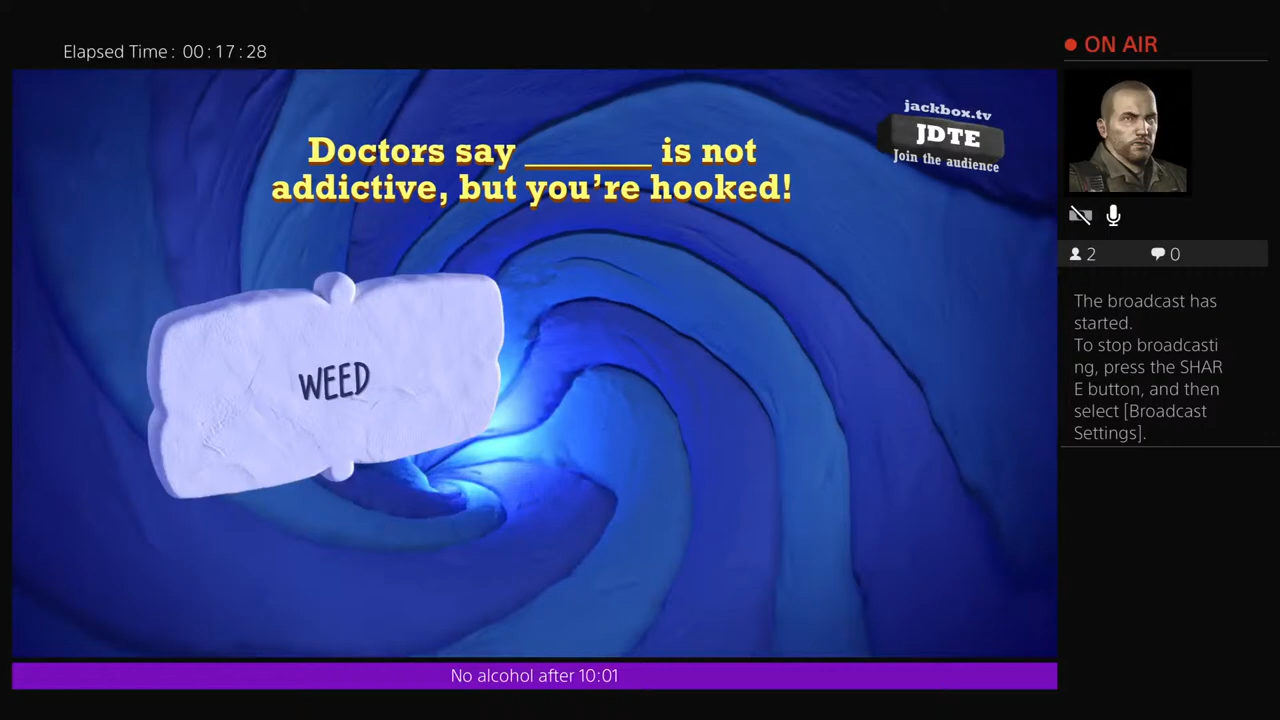 Elapsed Time : 00 : 17 : 28
ON AIR
jackbox.tv
JDTE
Join the audience
Doctors say _______ is not
addictive, but you're hooked!
WEED
2
0
The broadcast has
started.
To stop broadcasti
ng, press the SHAR
E button, and then
select [Broadcast
Settings].
No alcohol after 10:01